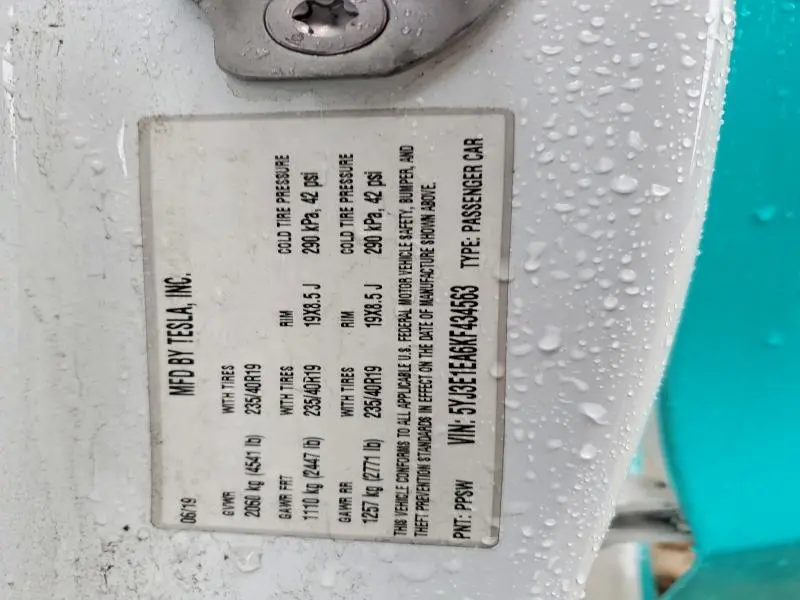 MFD BY TESLA, INC.
06/19
GVWR WITH TIRES RIM COLD TIRE PRESSURE
2060 kg (4541 lb) 235/40R19
GAWR FRT WITH TIRES
1110 kg (2447 lb) 235/40R19 19X8.5 J 290 kPa, 42 psi
GAWR RR WITH TIRES RIM COLD TIRE PRESSURE
1257 kg (2771 lb) 235/40R19 19X8.5 J 290 kPa, 42 psi
THIS VEHICLE CONFORMS TO ALL APPLICABLE U.S. FEDERAL MOTOR VEHICLE SAFETY, BUMPER, AND
THEFT PREVENTION STANDARDS IN EFFECT ON THE DATE OF MANUFACTURE SHOWN ABOVE.
PNT: PPSW VIN: 5YJ3E1EA6KF434563 TYPE: PASSENGER CAR